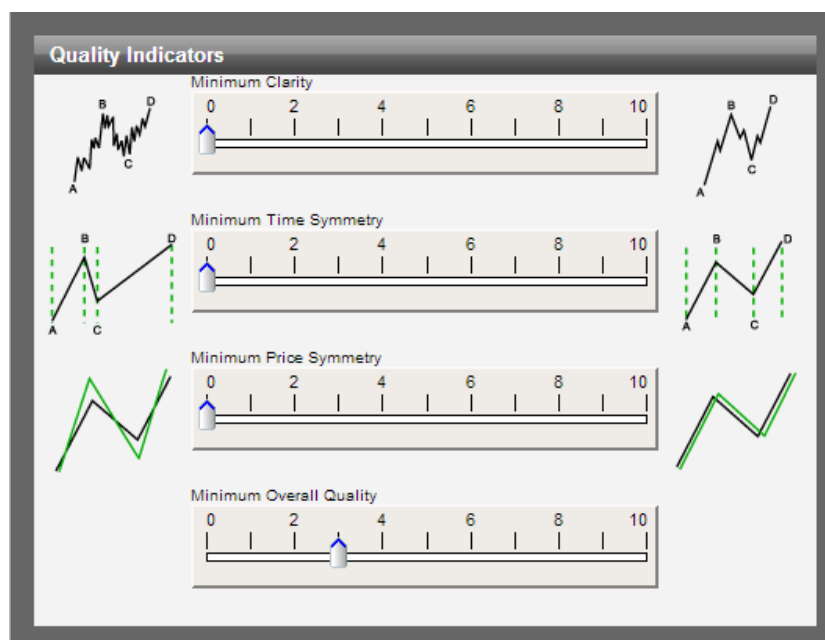 Quality Indicators
Minimum Clarity
0 2 4 6 8 10
B D
C
A
B D
C
A
Minimum Time Symmetry
0 2 4 6 8 10
B D
A C
B D
A C
Minimum Price Symmetry
0 2 4 6 8 10
Minimum Overall Quality
0 2 4 6 8 10